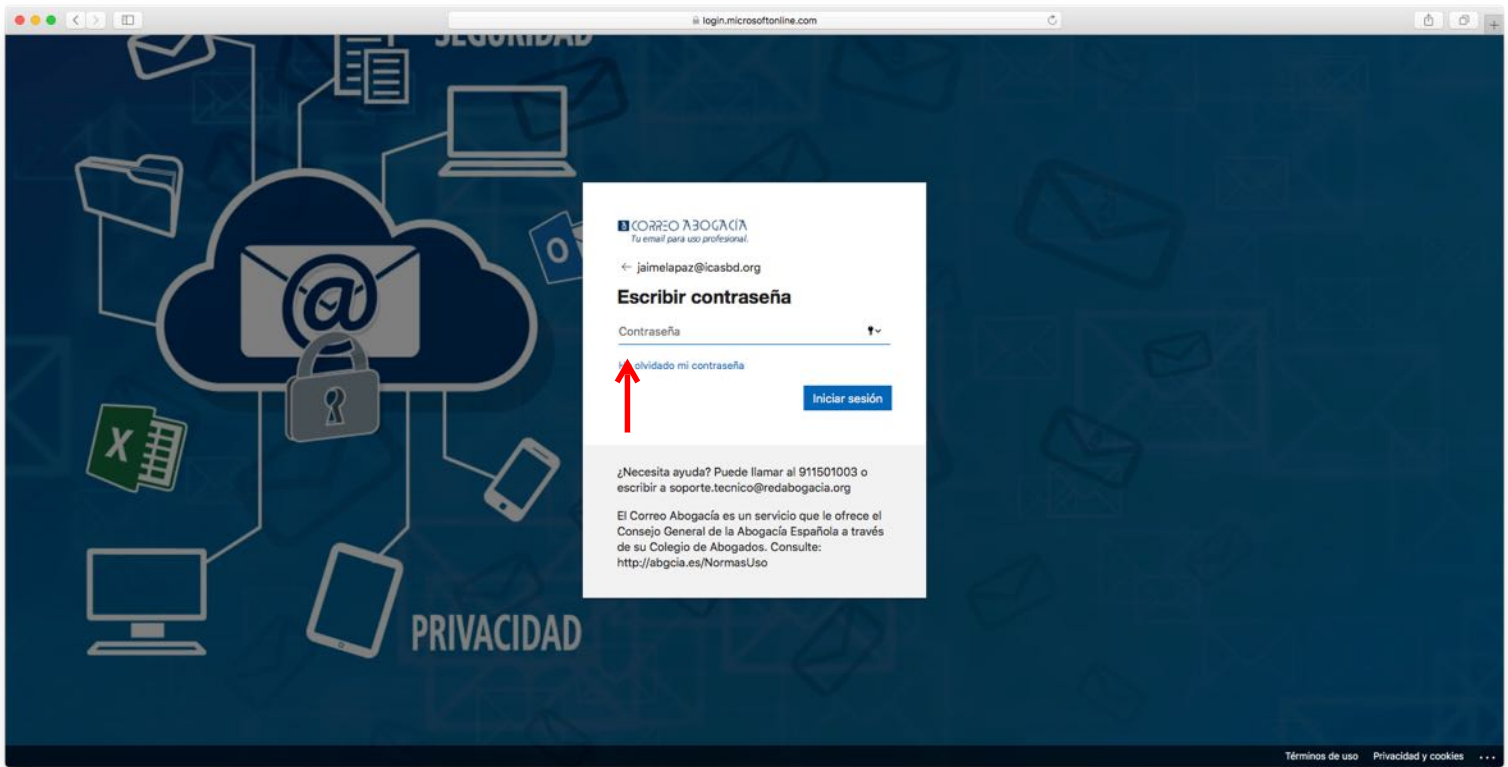 login.microsoftonline.com
SEGURIDAD
CORREO ABOGACÍA
Tu email para uso profesional.
← jaimelapaz@icasbd.org
Escribir contraseña
Contraseña
olvidado mi contraseña
Iniciar sesión
¿Necesita ayuda? Puede llamar al 911501003 o
escribir a soporte.tecnico@redabogacia.org
El Correo Abogacía es un servicio que le ofrece el
Consejo General de la Abogacía Española a través
de su Colegio de Abogados. Consulte:
http://abgcia.es/NormasUso
PRIVACIDAD
Términos de uso Privacidad y cookies ...